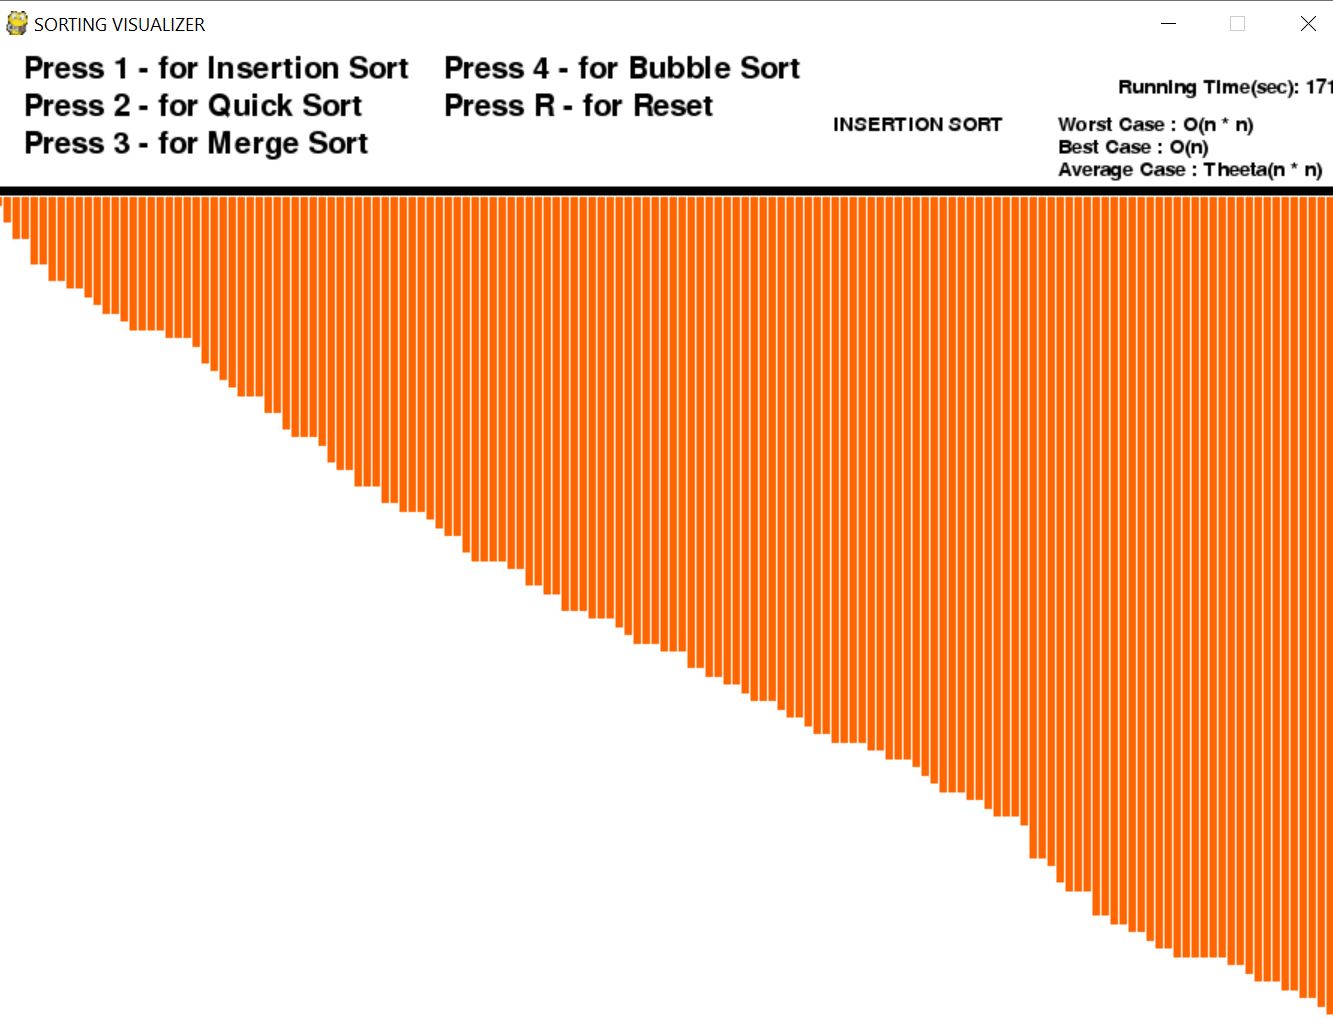 SORTING VISUALIZER
Press 1 - for Insertion Sort
Press 2 - for Quick Sort
Press 3 - for Merge Sort
Press 4 - for Bubble Sort
Press R - for Reset
INSERTION SORT
Running Time(sec): 171
Worst Case : O(n * n)
Best Case : O(n)
Average Case : Theeta(n * n)